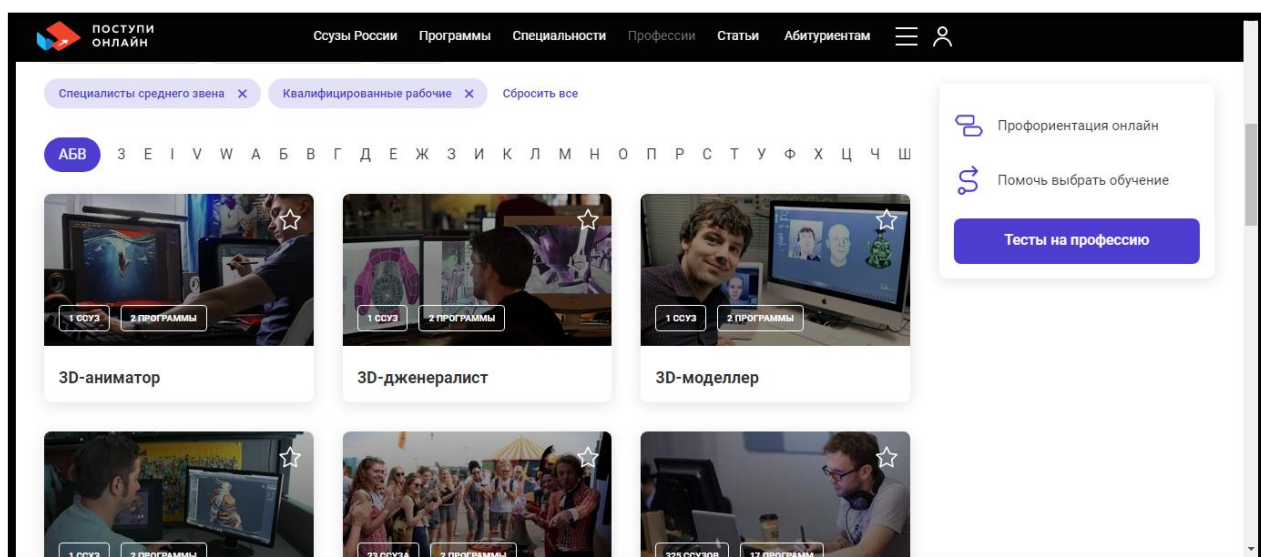 ПОСТУПИ
ОНЛАЙН
Ссузы России Программы Специальности Профессии Статьи Абитуриентам
Специалисты среднего звена × Квалифицированные рабочие × Сбросить все
АБВ 3 E I V W А Б В Г Д Е Ж З И К Л М Н О П Р С Т У Ф Х Ц Ч Ш
Профориентация онлайн
Помочь выбрать обучение
Тесты на профессию
1 ССУЗ 2 ПРОГРАММЫ
1 ССУЗ 2 ПРОГРАММЫ
1 ССУЗ 2 ПРОГРАММЫ
3D-аниматор
3D-дженералист
3D-моделлер
1 ССУЗ 2 ПРОГРАММЫ
23 ССУЗА 2 ПРОГРАММЫ
325 ССУЗОВ 17 ПРОГРАММ